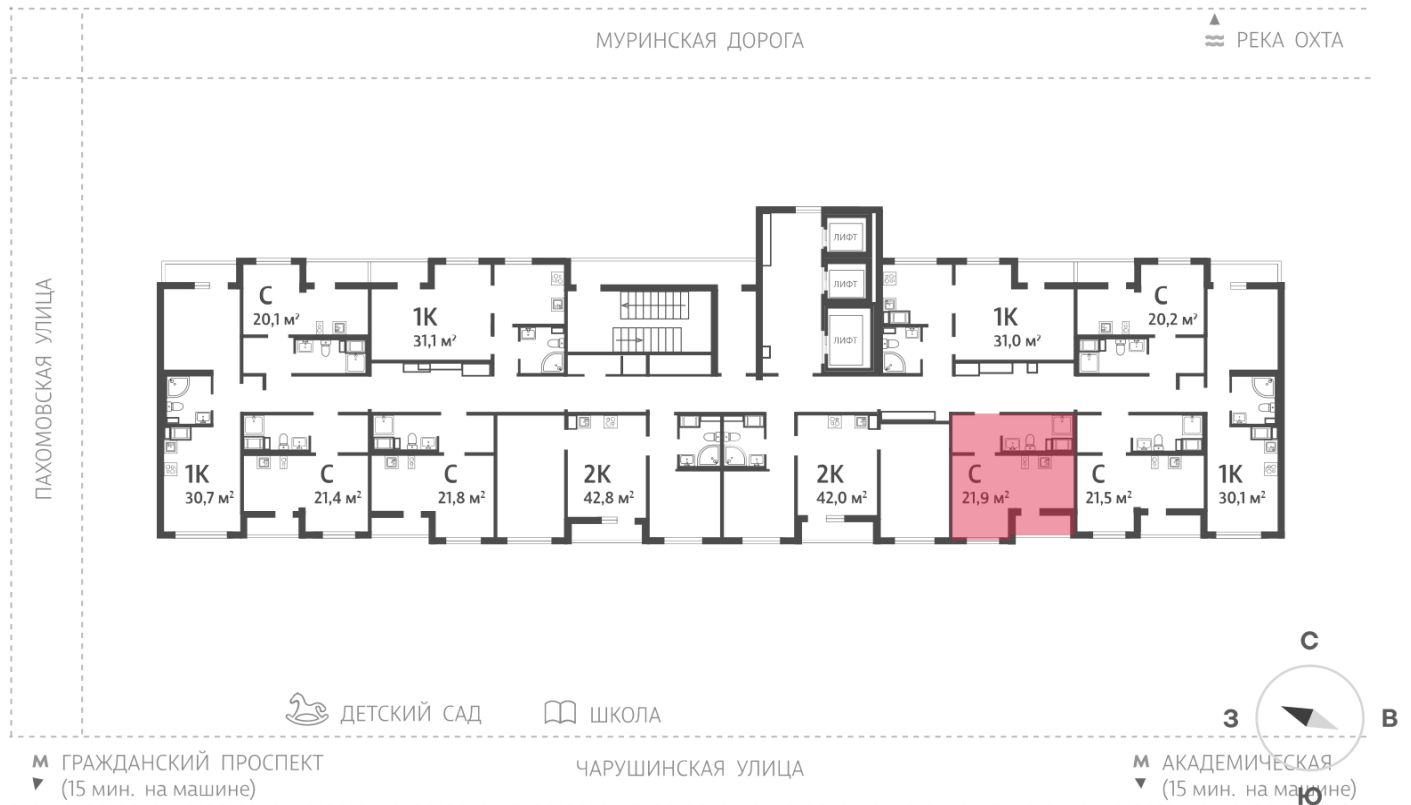 МУРИНСКАЯ ДОРОГА
РЕКА ОХТА
ПАХОМОВСКАЯ УЛИЦА
ЛИФТ
ЛИФТ
ЛИФТ
С
20,1 м²
1К
31,1 м²
1К
31,0 м²
С
20,2 м²
1К
30,7 м²
С
21,4 м²
С
21,8 м²
2К
42,8 м²
2К
42,0 м²
С
21,9 м²
С
21,5 м²
1К
30,1 м²
С
З
В
Ю
ДЕТСКИЙ САД
ШКОЛА
М ГРАЖДАНСКИЙ ПРОСПЕКТ
(15 мин. на машине)
ЧАРУШИНСКАЯ УЛИЦА
М АКАДЕМИЧЕСКАЯ
(15 мин. на машине)